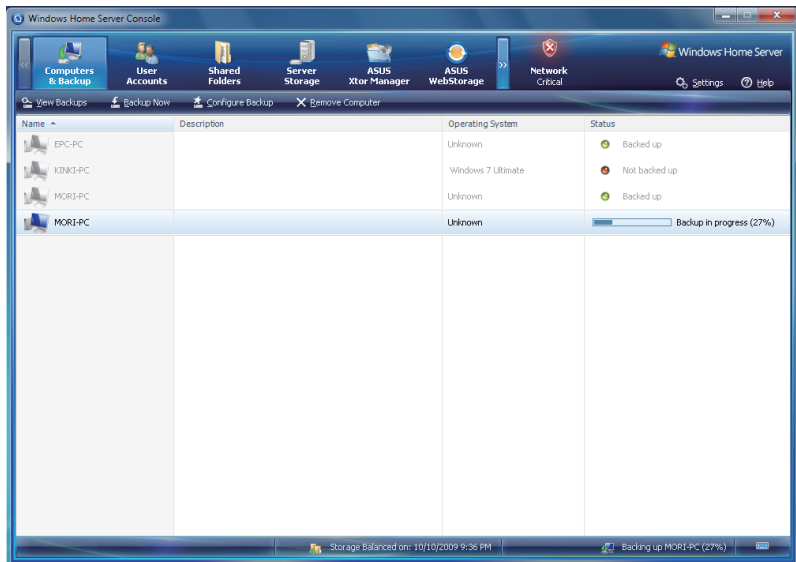 Windows Home Server Console
Computers & Backup
User Accounts
Shared Folders
Server Storage
ASUS Xtor Manager
ASUS WebStorage
Network Critical
Windows Home Server
Settings
Help
View Backups
Backup Now
Configure Backup
Remove Computer
Name Description Operating System Status
EPC-PC Unknown Backed up
KINKI-PC Windows 7 Ultimate Not backed up
MORI-PC Unknown Backed up
MORI-PC Unknown Backup in progress (27%)
Storage Balanced on: 10/10/2009 9:36 PM
Backing up MORI-PC (27%)